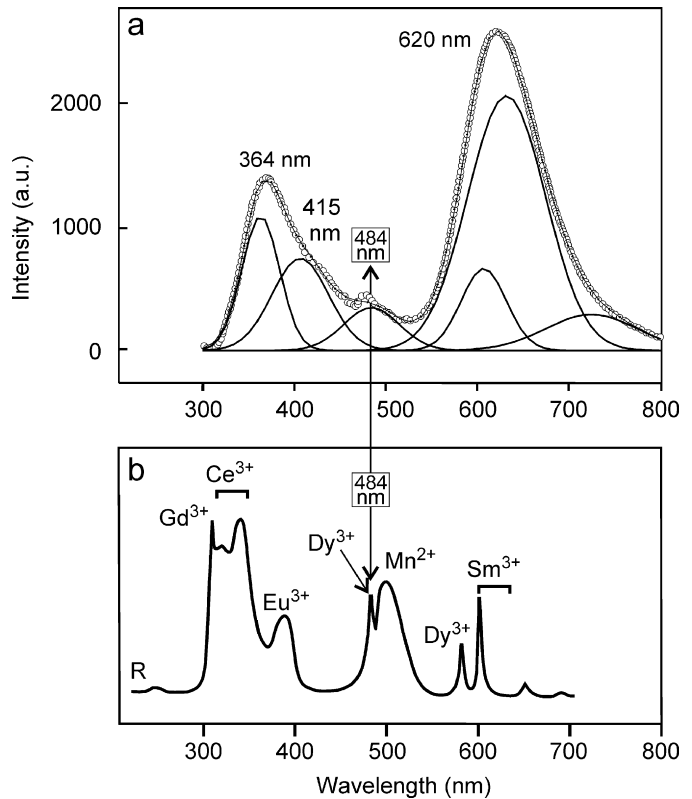 a
620 nm
2000
364 nm
415
nm
1000
484
nm
0
Intensity (a.u.)
300 400 500 600 700 800
b
484
nm
Ce³⁺
Gd³⁺
Dy³⁺
Mn²⁺
Sm³⁺
Eu³⁺
Dy³⁺
R
300 400 500 600 700 800
Wavelength (nm)